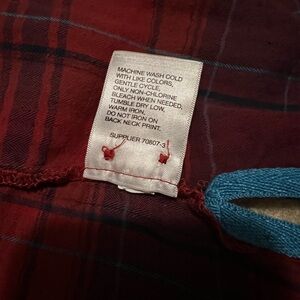 MACHINE WASH COLD
WITH LIKE COLORS,
GENTLE CYCLE,
ONLY NON-CHLORINE
BLEACH WHEN NEEDED,
TUMBLE DRY LOW,
WARM IRON.
DO NOT IRON ON
BACK NECK PRINT.
SUPPLIER 70807-3